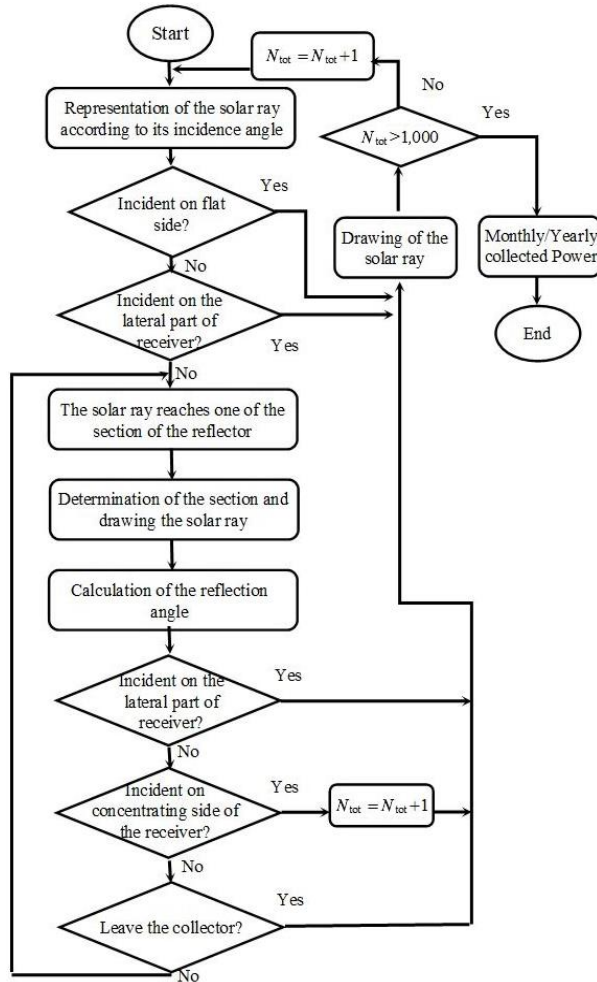 Start
N_tot = N_tot+1
No
Representation of the solar ray
according to its incidence angle
Yes
N_tot >1,000
Yes
Incident on flat
side?
Drawing of the
solar ray
Monthly/Yearly
collected Power
No
Incident on the
lateral part of
receiver?
Yes
End
No
The solar ray reaches one of the
section of the reflector
Determination of the section and
drawing the solar ray
Calculation of the reflection
angle
Incident on the
lateral part of
receiver?
Yes
No
Incident on
concentrating side of
the receiver?
Yes
N_tot = N_tot+1
No
Leave the collector?
Yes
No